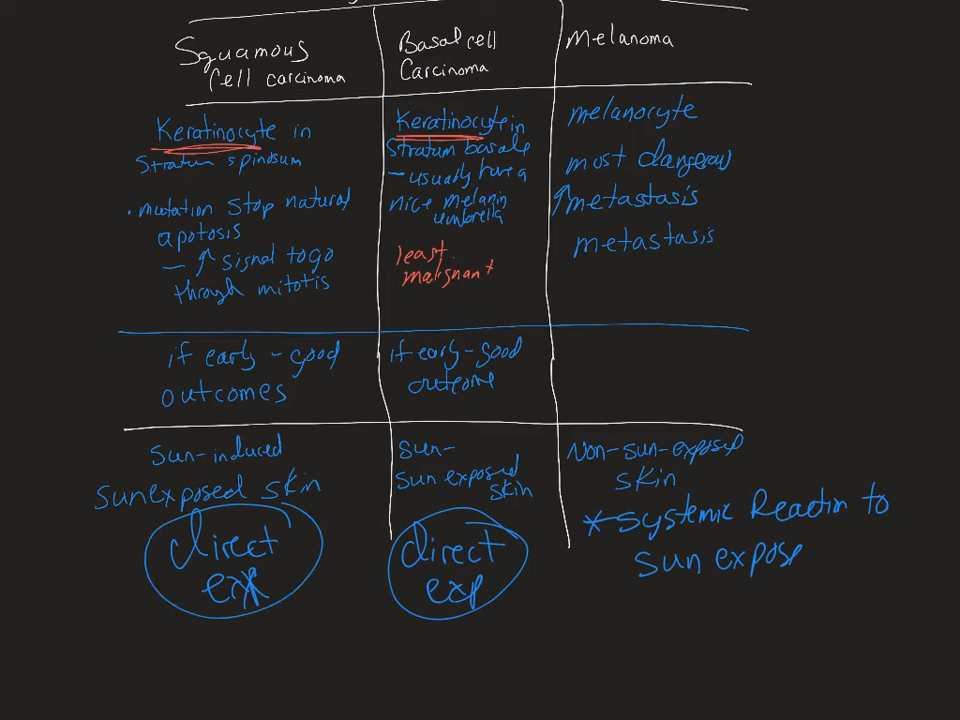 Squamous
Cell carcinoma
Keratinocyte in
Stratum spinosum
• mutation stop natural
apotosis
– ↑ signal to go
through mitotis
if early – good
outcomes
Sun-induced
sun exposed skin
direct
exp
Basal cell
Carcinoma
Keratinocyte in
Stratum basale
– usually have a
nice melanin
umbrella
least
malignant
if early – good
outcome
Sun-
Sun exposed
skin
direct
exp
Melanoma
melanocyte
most dangerous
↑ metastasis
metastasis
Non-sun-exposed
skin
* systemic Reaction to
sun expose